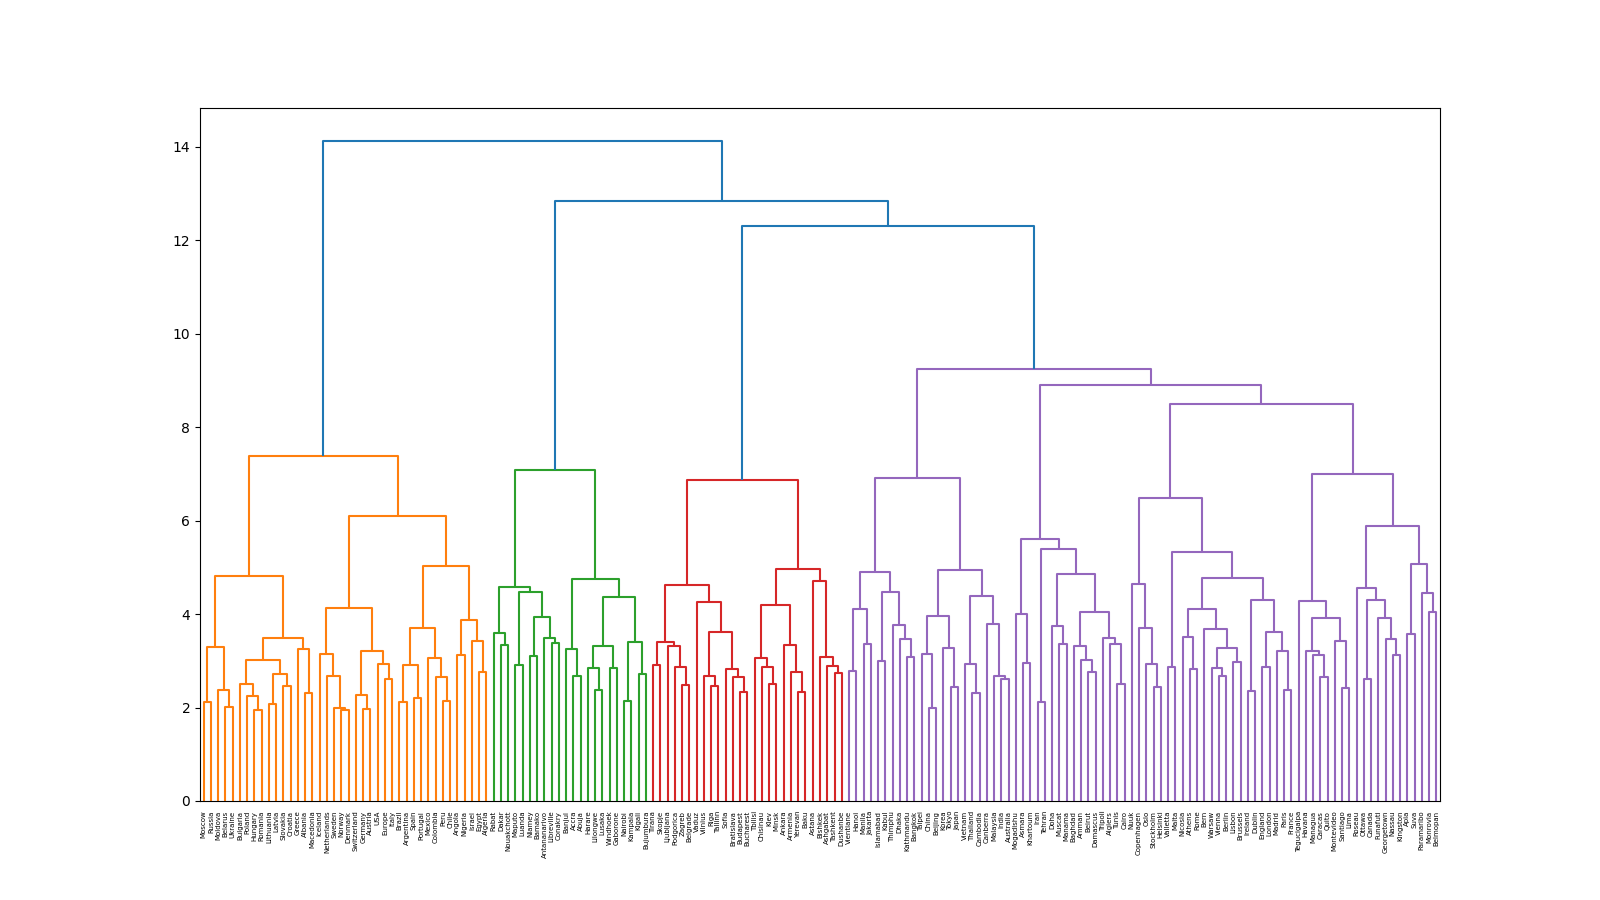 14
12
10
8
6
4
2
0
Moscow
Russia
Moldova
Belarus
Ukraine
Bulgaria
Poland
Hungary
Romania
Lithuania
Latvia
Slovakia
Croatia
Greece
Albania
Macedonia
Iceland
Netherlands
Sweden
Norway
Denmark
Switzerland
Germany
Austria
USA
Europe
Italy
Brazil
Argentina
Spain
Portugal
Mexico
Colombia
Peru
Chile
Angola
Nigeria
Israel
Egypt
Algeria
Rabat
Dakar
Nouakchott
Maputo
Luanda
Niamey
Bamako
Antananarivo
Libreville
Conakry
Banjul
Accra
Abuja
Harare
Lilongwe
Lusaka
Windhoek
Gaborone
Nairobi
Kampala
Kigali
Bujumbura
Tirana
Skopje
Ljubljana
Podgorica
Zagreb
Belgrade
Vaduz
Vilnius
Riga
Tallinn
Sofia
Bratislava
Budapest
Bucharest
Tbilisi
Chisinau
Kiev
Minsk
Ankara
Armenia
Yerevan
Baku
Astana
Bishkek
Ashgabat
Tashkent
Dushanbe
Vientiane
Hanoi
Manila
Jakarta
Islamabad
Kabul
Thimphu
Dhaka
Kathmandu
Bangkok
Taipei
China
Beijing
Korea
Tokyo
Japan
Vietnam
Thailand
Cambodia
Canberra
Malaysia
India
Australia
Mogadishu
Asmara
Khartoum
Iran
Tehran
Doha
Muscat
Manama
Baghdad
Amman
Beirut
Damascus
Tripoli
Algiers
Tunis
Cairo
Nuuk
Copenhagen
Oslo
Stockholm
Helsinki
Valletta
Malta
Nicosia
Athens
Rome
Bern
Warsaw
Vienna
Berlin
Lisbon
Brussels
Ireland
Dublin
England
London
Madrid
Paris
France
Tegucigalpa
Havana
Managua
Caracas
Quito
Montevideo
Santiago
Lima
Roseau
Ottawa
Canada
Funafuti
Georgetown
Nassau
Kingston
Apia
Suva
Paramaribo
Monrovia
Belmopan